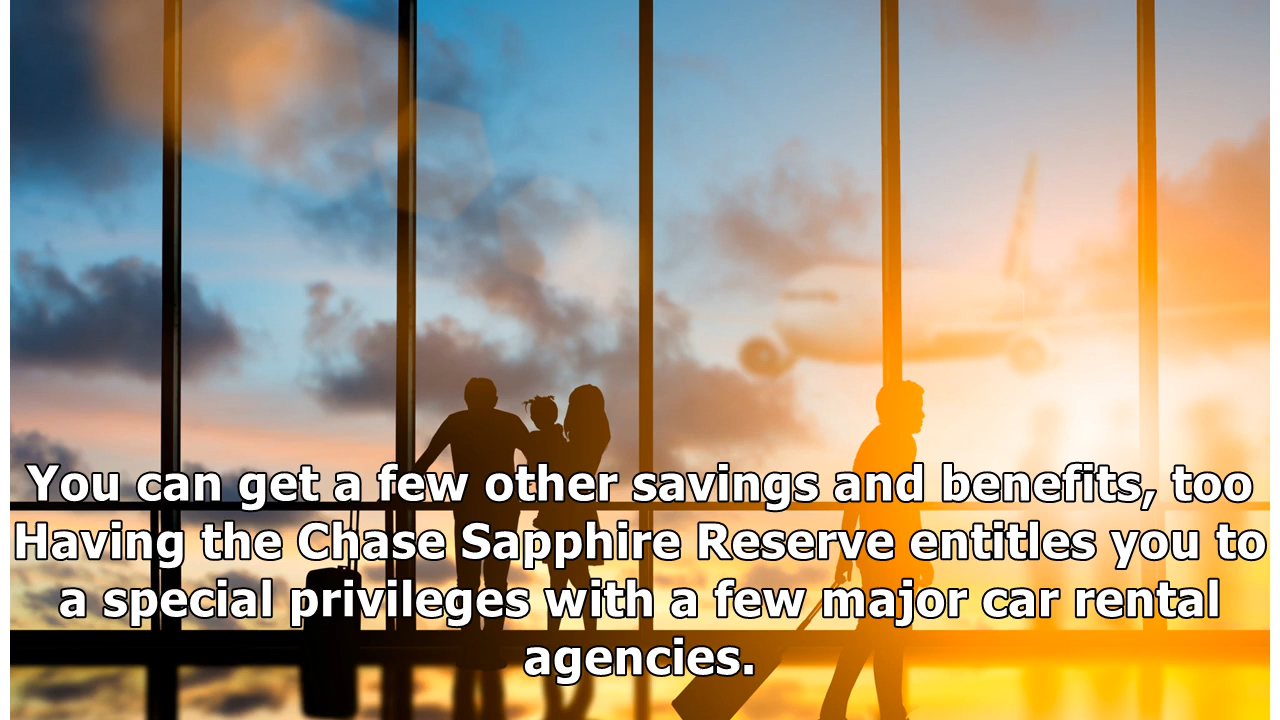 You can get a few other savings and benefits, too
Having the Chase Sapphire Reserve entitles you to
a special privileges with a few major car rental
agencies.